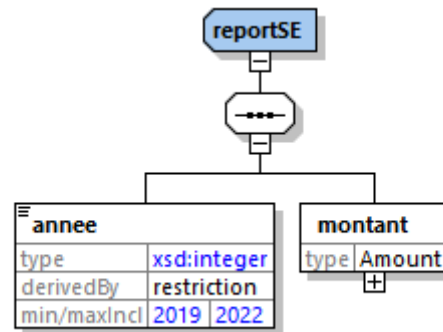 reportSE
annee
type xsd:integer
derivedBy restriction
min/maxIncl 2019 2022
montant
type Amount